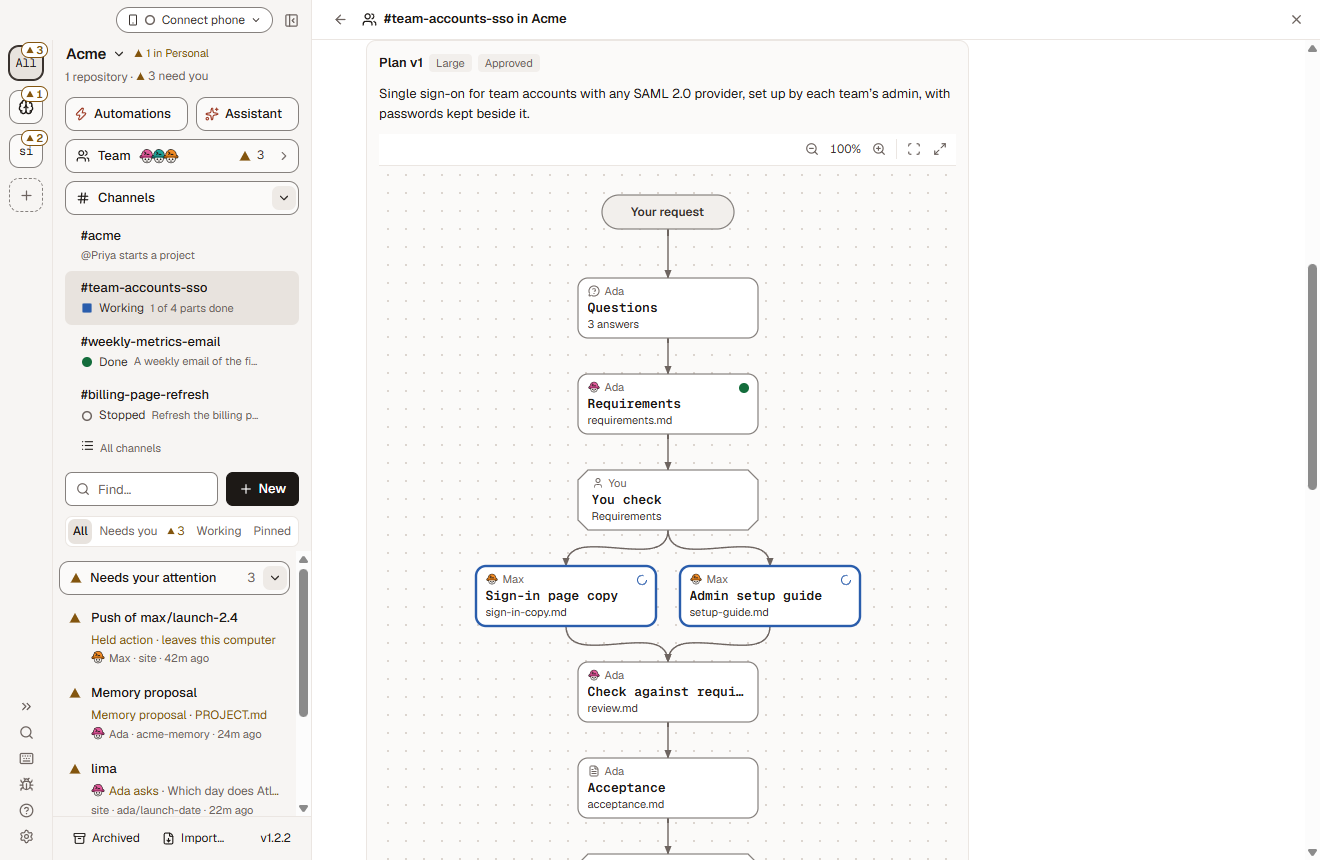 Connect phone
#team-accounts-sso in Acme
3
All
1
2
si
Acme
1 in Personal
1 repository · 3 need you
Automations
Assistant
Team
3
Channels
#acme
@Priya starts a project
#team-accounts-sso
Working 1 of 4 parts done
#weekly-metrics-email
Done A weekly email of the fi…
#billing-page-refresh
Stopped Refresh the billing p…
All channels
Find…
New
All Needs you 3 Working Pinned
Needs your attention 3
Push of max/launch-2.4
Held action · leaves this computer
Max · site · 42m ago
Memory proposal
Memory proposal · PROJECT.md
Ada · acme-memory · 24m ago
lima
Ada asks · Which day does Atl…
site · ada/launch-date · 22m ago
Archived
Import…
v1.2.2
Plan v1 Large Approved
Single sign-on for team accounts with any SAML 2.0 provider, set up by each team's admin, with
passwords kept beside it.
100%
Your request
Ada
Questions
3 answers
Ada
Requirements
requirements.md
You
You check
Requirements
Max
Sign-in page copy
sign-in-copy.md
Max
Admin setup guide
setup-guide.md
Ada
Check against requi…
review.md
Ada
Acceptance
acceptance.md